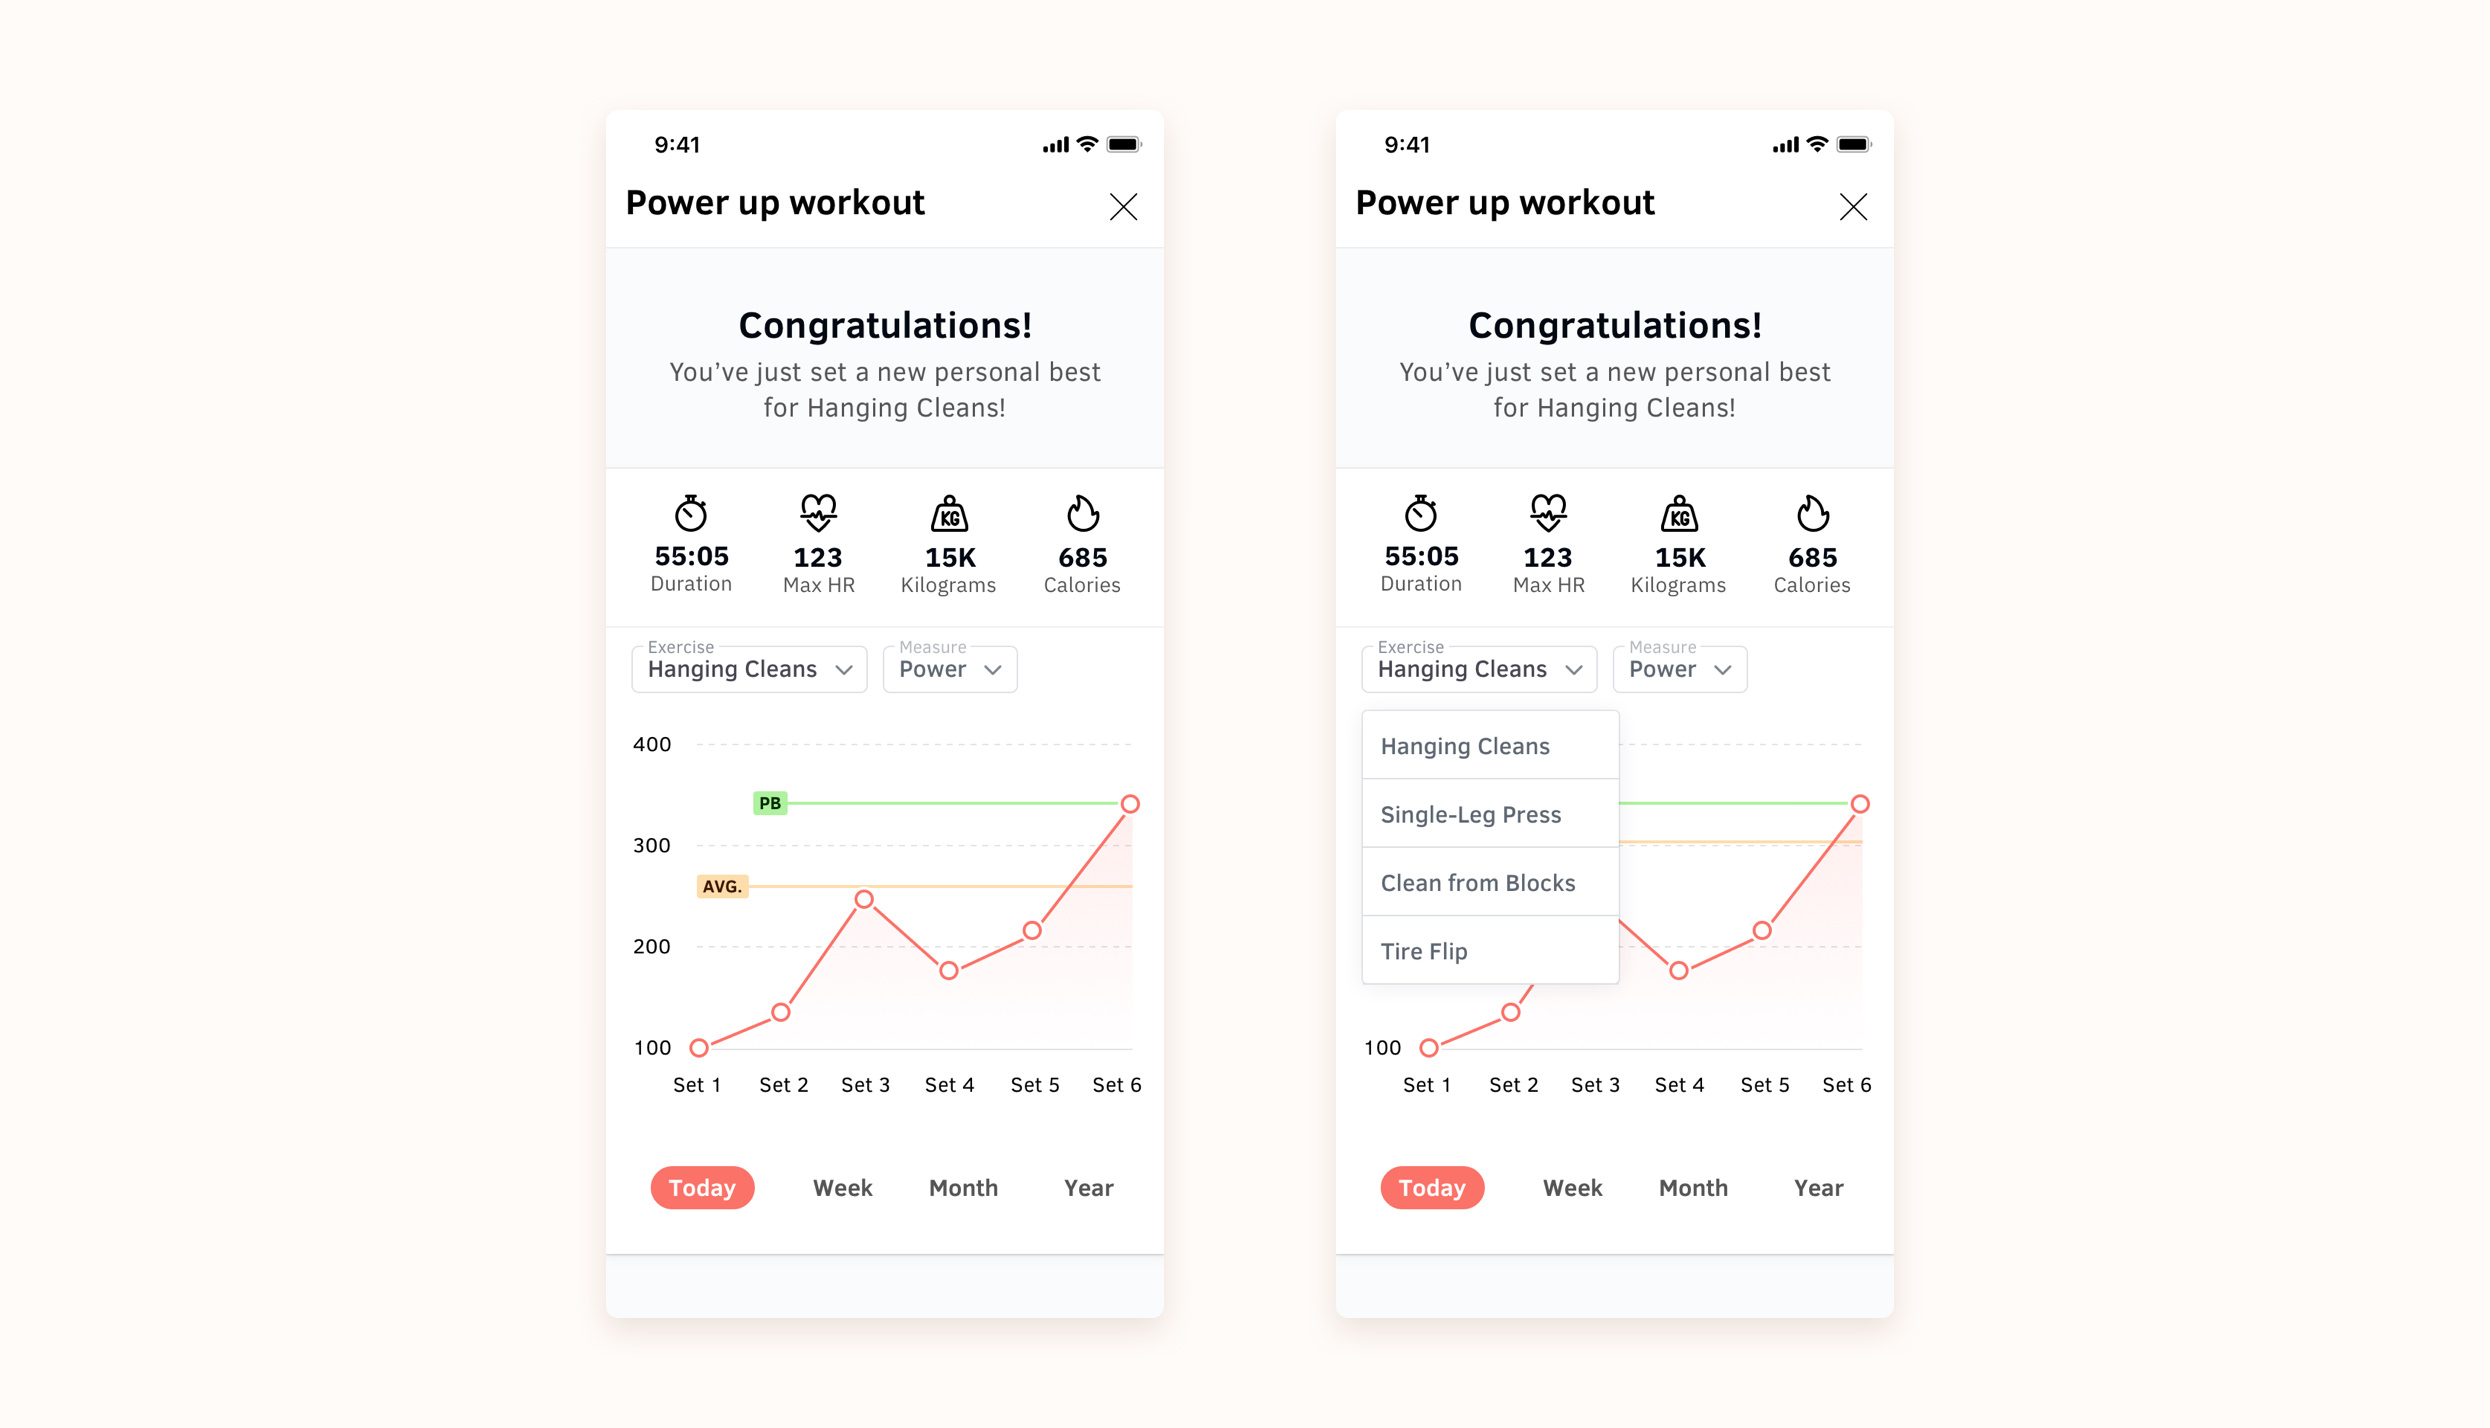 9:41
Power up workout
Congratulations!
You’ve just set a new personal best
for Hanging Cleans!
KG
55:05
Duration
123
Max HR
15K
Kilograms
685
Calories
Exercise
Hanging Cleans
Measure
Power
400
PB
300
AVG.
200
100
Set 1
Set 2
Set 3
Set 4
Set 5
Set 6
Today
Week
Month
Year
9:41
Power up workout
Congratulations!
You’ve just set a new personal best
for Hanging Cleans!
KG
55:05
Duration
123
Max HR
15K
Kilograms
685
Calories
Exercise
Hanging Cleans
Measure
Power
Hanging Cleans
Single-Leg Press
Clean from Blocks
Tire Flip
100
Set 1
Set 2
Set 3
Set 4
Set 5
Set 6
Today
Week
Month
Year